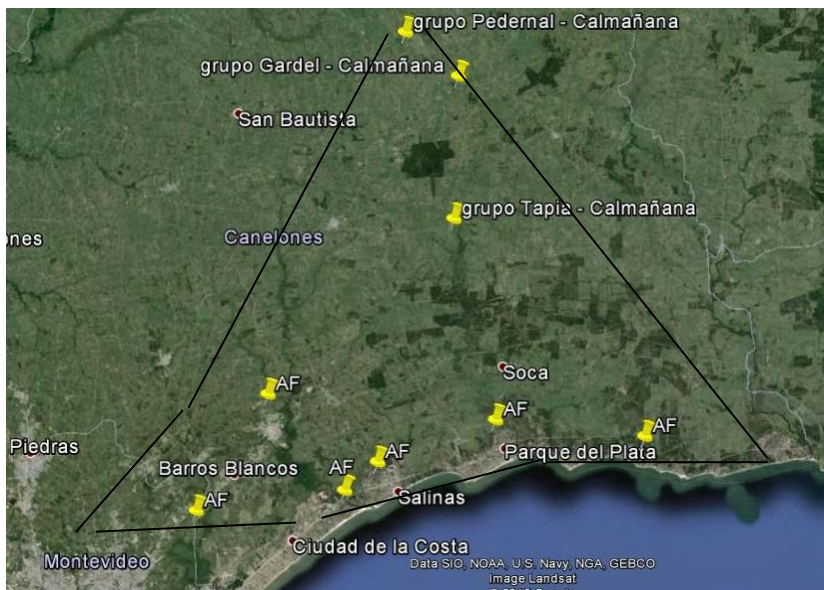 grupo Pedernal - Calmañana
grupo Gardel - Calmañana
San Bautista
grupo Tapia - Calmañana
ones
Canelones
Soca
AF
AF
AF
Piedras
AF
Parque del Plata
Barros Blancos
AF
Salinas
AF
Ciudad de la Costa
Montevideo
Data SIO, NOAA, U.S. Navy, NGA, GEBCO
Image Landsat